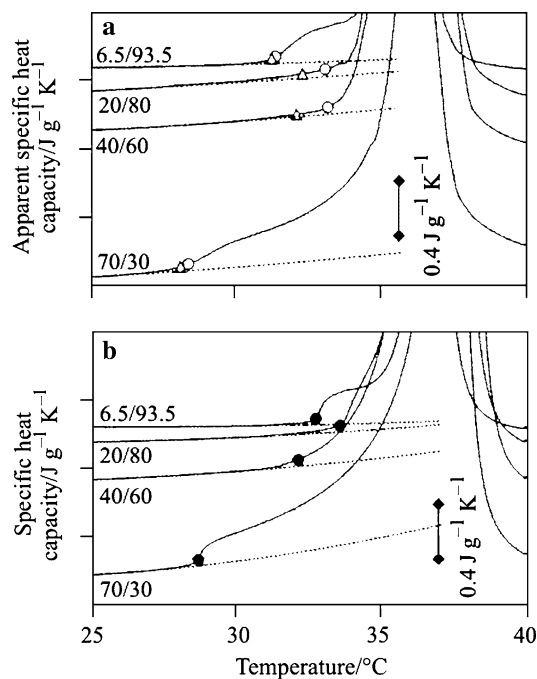 a
6.5/93.5
20/80
40/60
70/30
0.4 J g⁻¹ K⁻¹
Apparent specific heat
capacity/J g⁻¹ K⁻¹
b
6.5/93.5
20/80
40/60
70/30
0.4 J g⁻¹ K⁻¹
Specific heat
capacity/J g⁻¹ K⁻¹
25 30 35 40
Temperature/°C